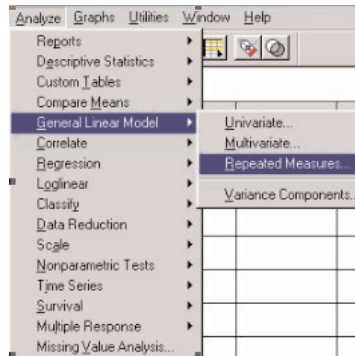 Analyze Graphs Utilities Window Help
Reports
Descriptive Statistics
Custom Tables
Compare Means
General Linear Model
Correlate
Regression
Loglinear
Classify
Data Reduction
Scale
Nonparametric Tests
Time Series
Survival
Multiple Response
Missing Value Analysis...
Univariate...
Multivariate...
Repeated Measures...
Variance Components...